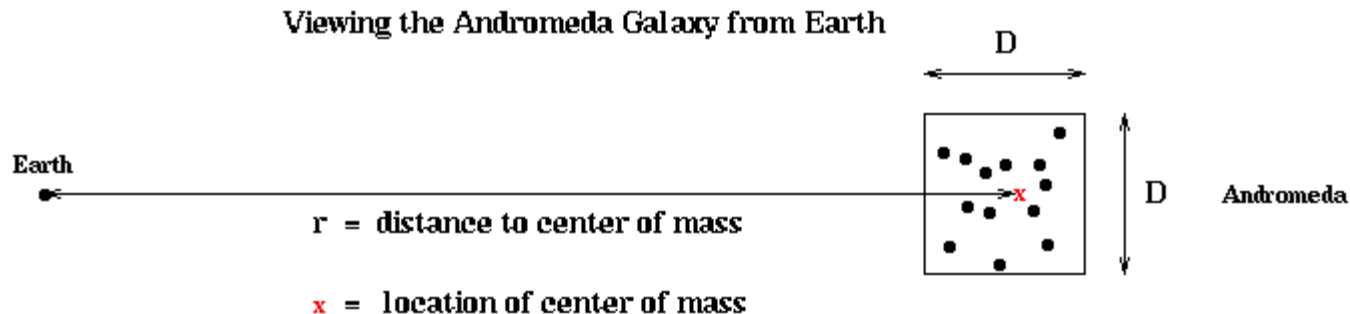 Viewing the Andromeda Galaxy from Earth
D
Earth
x
D
Andromeda
r = distance to center of mass
x = location of center of mass